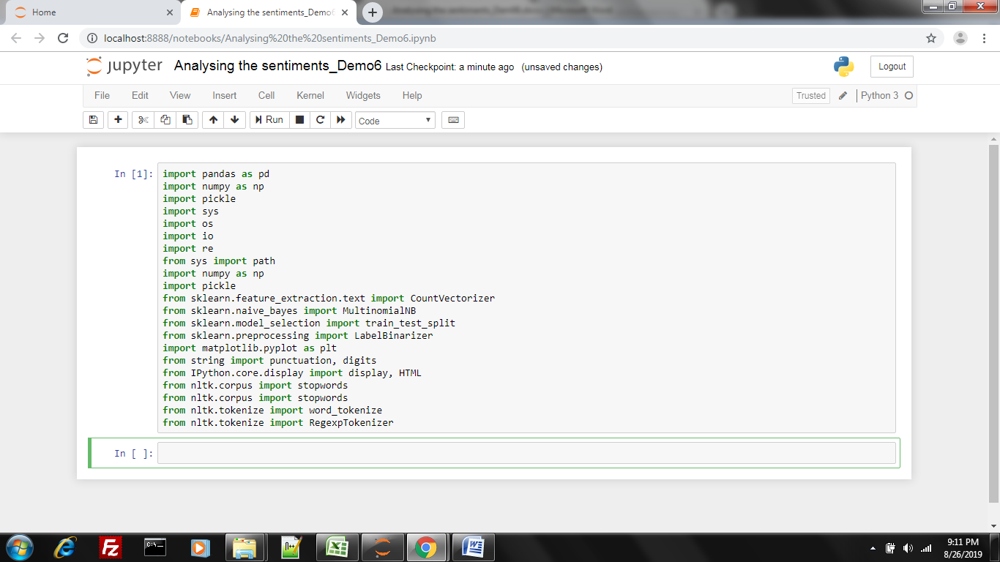 Home
Analysing the sentiments_Demo6
localhost:8888/notebooks/Analysing%20the%20sentiments_Demo6.ipynb
jupyter Analysing the sentiments_Demo6 Last Checkpoint: a minute ago (unsaved changes)
Logout
File Edit View Insert Cell Kernel Widgets Help
Trusted Python 3
Run Code
In [1]:
import pandas as pd
import numpy as np
import pickle
import sys
import os
import io
import re
from sys import path
import numpy as np
import pickle
from sklearn.feature_extraction.text import CountVectorizer
from sklearn.naive_bayes import MultinomialNB
from sklearn.model_selection import train_test_split
from sklearn.preprocessing import LabelBinarizer
import matplotlib.pyplot as plt
from string import punctuation, digits
from IPython.core.display import display, HTML
from nltk.corpus import stopwords
from nltk.corpus import stopwords
from nltk.tokenize import word_tokenize
from nltk.tokenize import RegexpTokenizer
In [ ]:
9:11 PM
8/26/2019